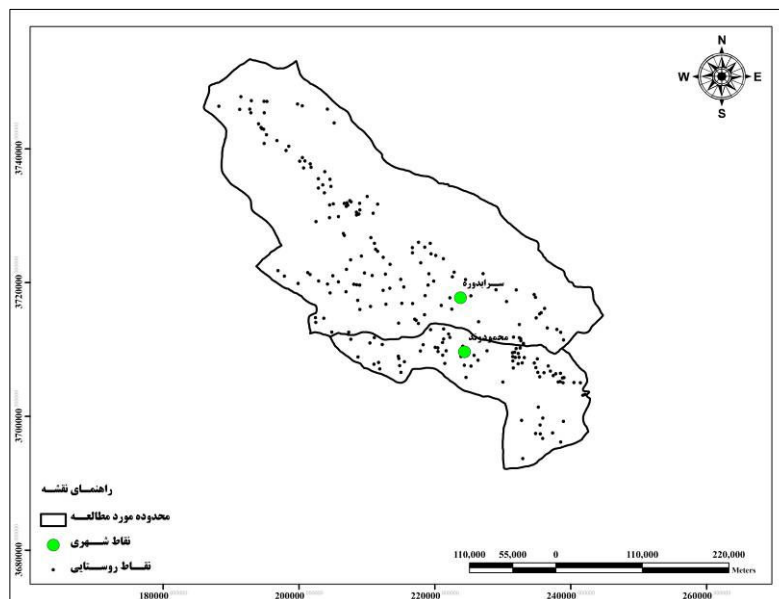 N
W E
S
3740000
3720000
3700000
3680000
سرابدوره
محمودوند
راهنمای نقشه
محدوده مورد مطالعه
نقاط شهری
نقاط روستایی
110,000 55,000 0 110,000 220,000
Meters
180000 200000 220000 240000 260000